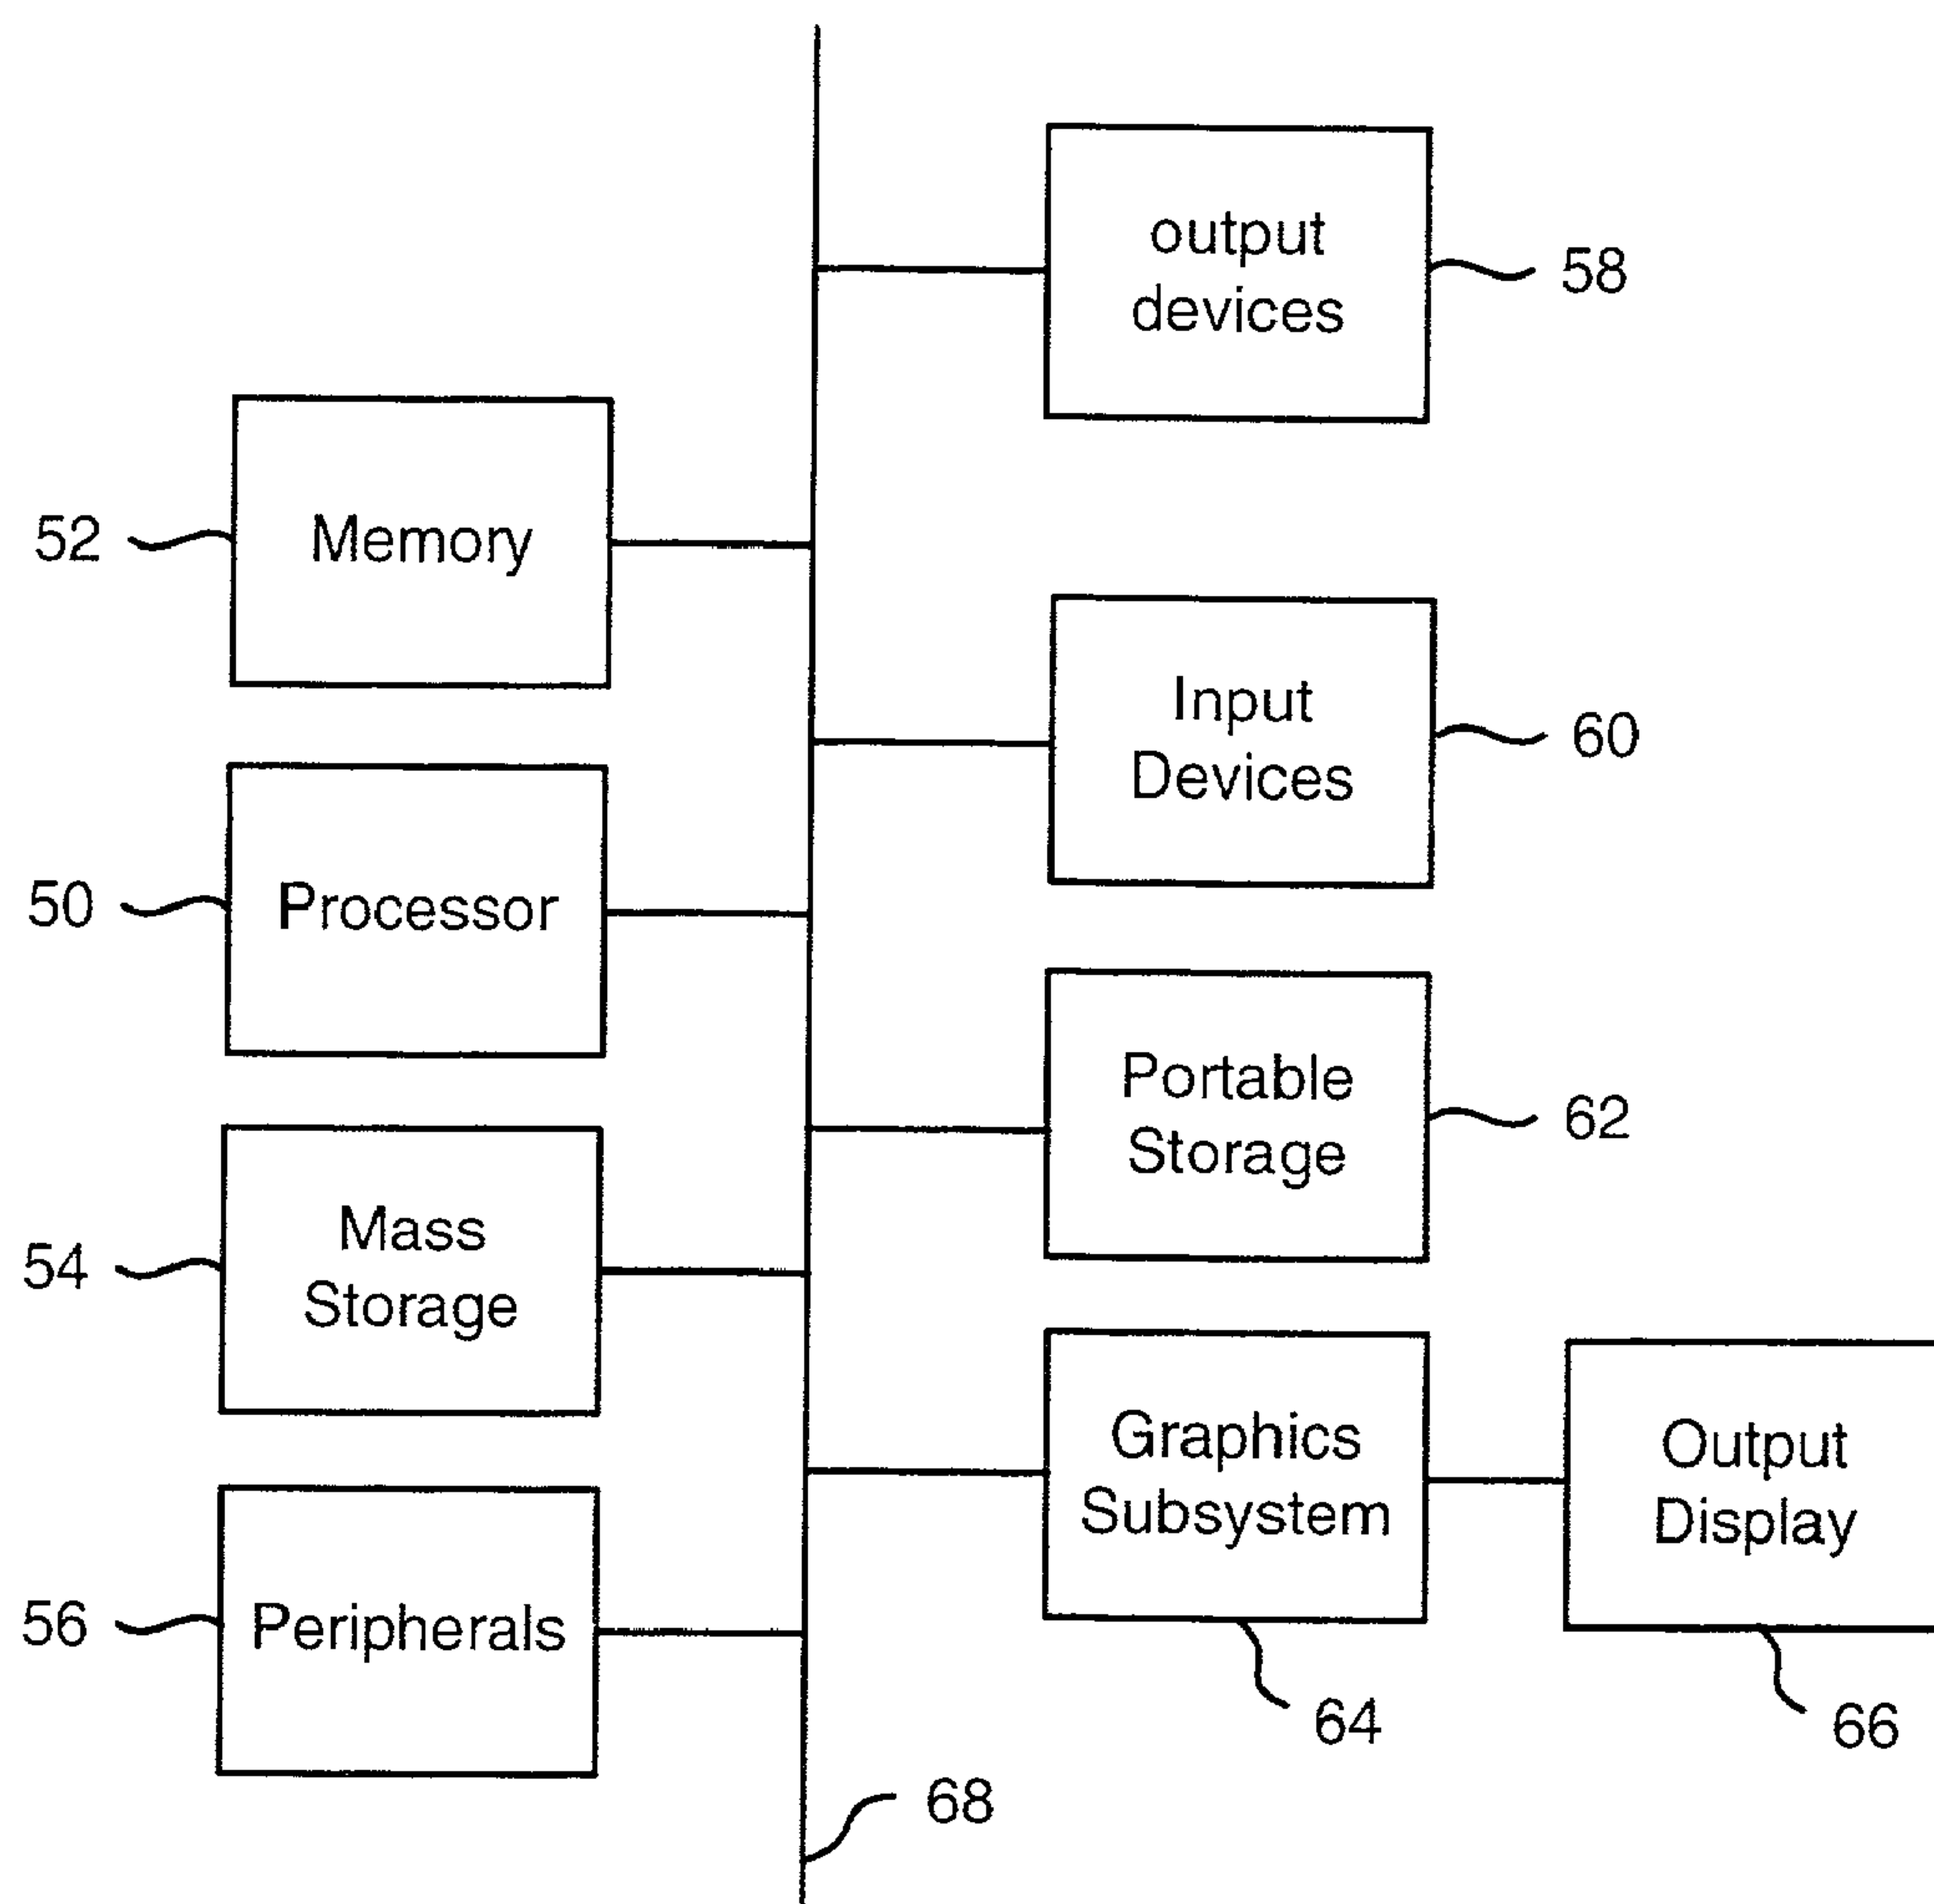 output
devices
58
52
Memory
Input
Devices
60
50
Processor
Portable
Storage
62
Mass
Storage
54
Graphics
Subsystem
Output
Display
56
Peripherals
64
66
68